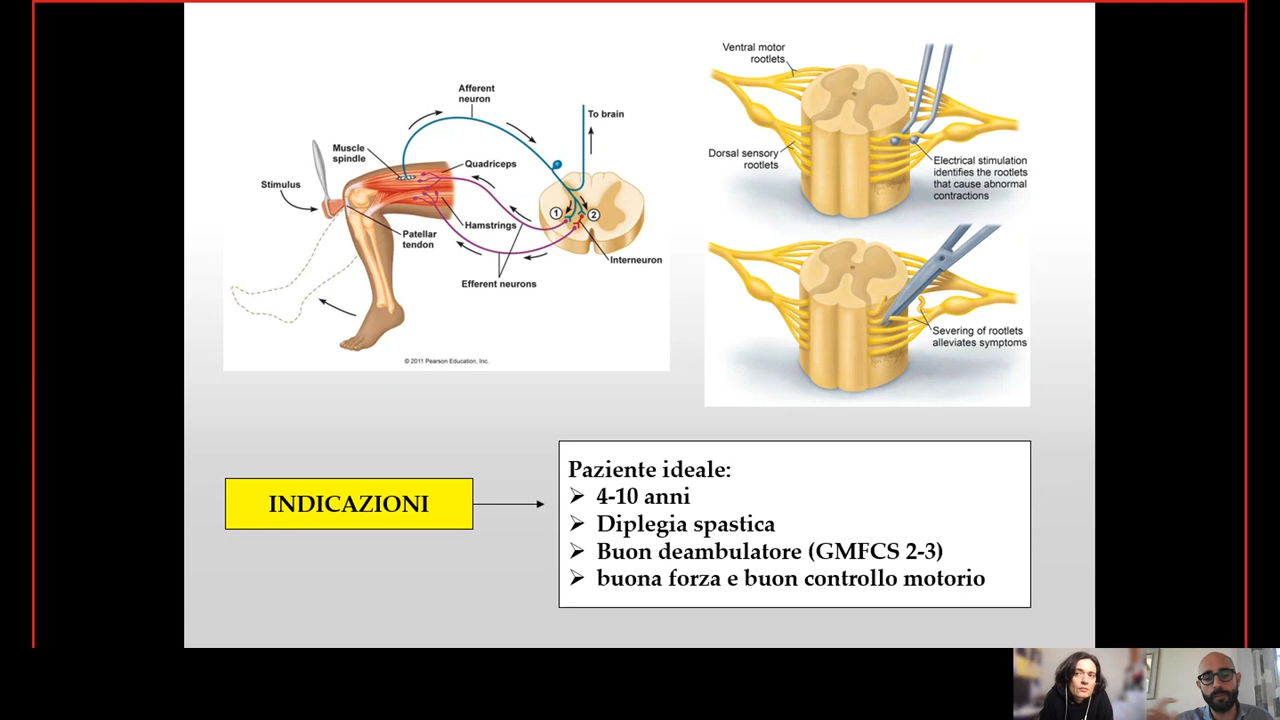 Afferent
neuron
To brain
Muscle
spindle
Quadriceps
Stimulus
1
2
Hamstrings
Patellar
tendon
Interneuron
Efferent neurons
© 2011 Pearson Education, Inc.
Ventral motor
rootlets
Dorsal sensory
rootlets
Electrical stimulation
identifies the rootlets
that cause abnormal
contractions
Severing of rootlets
alleviates symptoms
INDICAZIONI
Paziente ideale:
➢ 4-10 anni
➢ Diplegia spastica
➢ Buon deambulatore (GMFCS 2-3)
➢ buona forza e buon controllo motorio